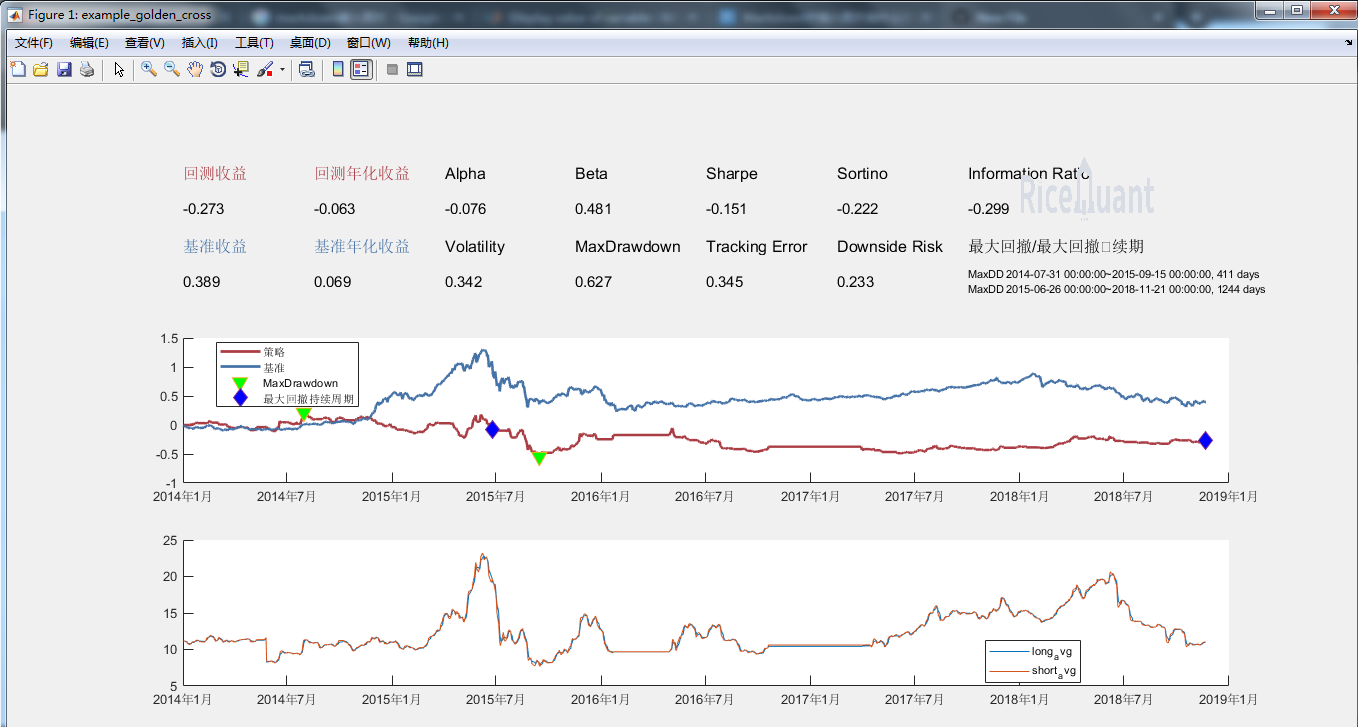 Figure 1: example_golden_cross
文件(F) 编辑(E) 查看(V) 插入(I) 工具(T) 桌面(D) 窗口(W) 帮助(H)
回测收益 回测年化收益 Alpha Beta Sharpe Sortino Information Ratio
-0.273 -0.063 -0.076 0.481 -0.151 -0.222 -0.299
RiceQuant
基准收益 基准年化收益 Volatility MaxDrawdown Tracking Error Downside Risk 最大回撤/最大回撤续期
0.389 0.069 0.342 0.627 0.345 0.233
MaxDD 2014-07-31 00:00:00~2015-09-15 00:00:00, 411 days
MaxDD 2015-06-26 00:00:00~2018-11-21 00:00:00, 1244 days
1.5
1
0.5
0
-0.5
-1
策略
基准
MaxDrawdown
最大回撤持续周期
2014年1月 2014年7月 2015年1月 2015年7月 2016年1月 2016年7月 2017年1月 2017年7月 2018年1月 2018年7月 2019年1月
25
20
15
10
5
long_avg
short_avg
2014年1月 2014年7月 2015年1月 2015年7月 2016年1月 2016年7月 2017年1月 2017年7月 2018年1月 2018年7月 2019年1月